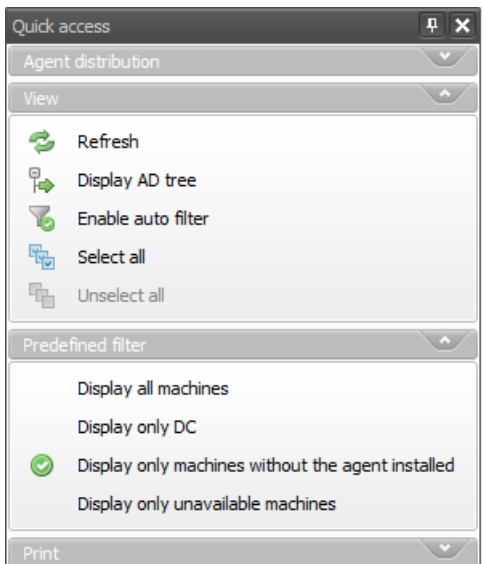 Quick access
Agent distribution
View
Refresh
Display AD tree
Enable auto filter
Select all
Unselect all
Predefined filter
Display all machines
Display only DC
Display only machines without the agent installed
Display only unavailable machines
Print